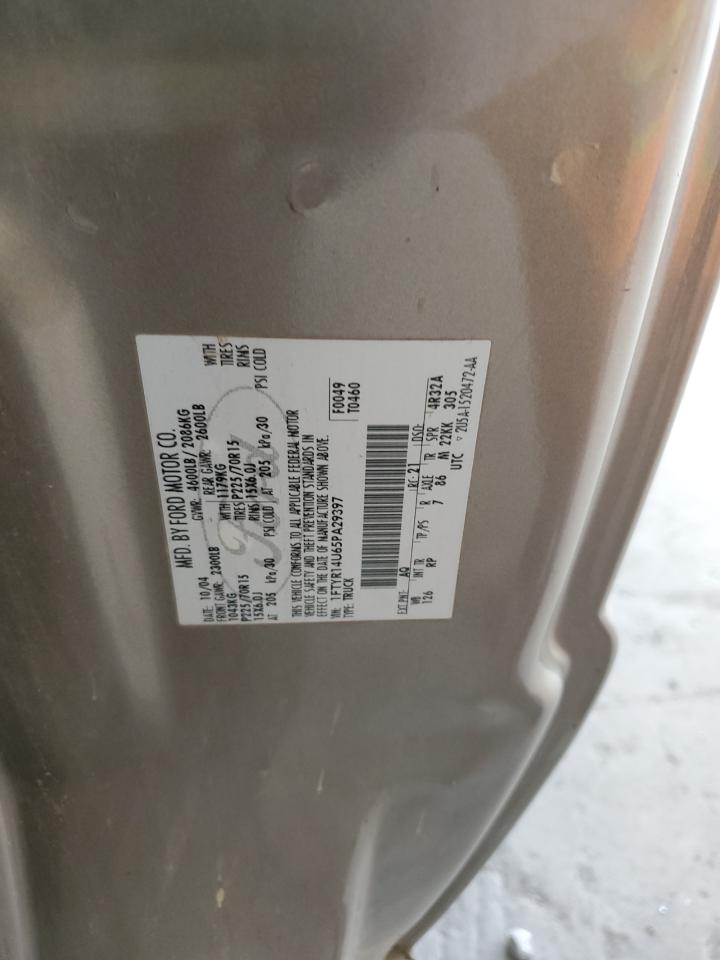 MFD. BY FORD MOTOR CO.
DATE: 10/04 GVWR: 4600LB / 2086KG
FRONT GAWR: 2300LB REAR GAWR: 2600LB WITH
1043KG WITH 1179KG TIRES
P225/70R15 TIRES P225/70R15 RIMS
15X6.0J RIMS 15X6.0J
AT 205 kPa/30 PSI COLD AT 205 kPa/30 PSI COLD
THIS VEHICLE CONFORMS TO ALL APPLICABLE FEDERAL MOTOR
VEHICLE SAFETY AND THEFT PREVENTION STANDARDS IN
EFFECT ON THE DATE OF MANUFACTURE SHOWN ABOVE.
VIN: 1FTYR14U65PA29397 F0049
TYPE: TRUCK T0460
EXT PNT: AQ RC: 21 DSO:
WB INT TR TP/PS R AXLE TR SPR 4R32A
126 RP 7 86 M 22KK 305
UTC 2U5A-1520472-AA